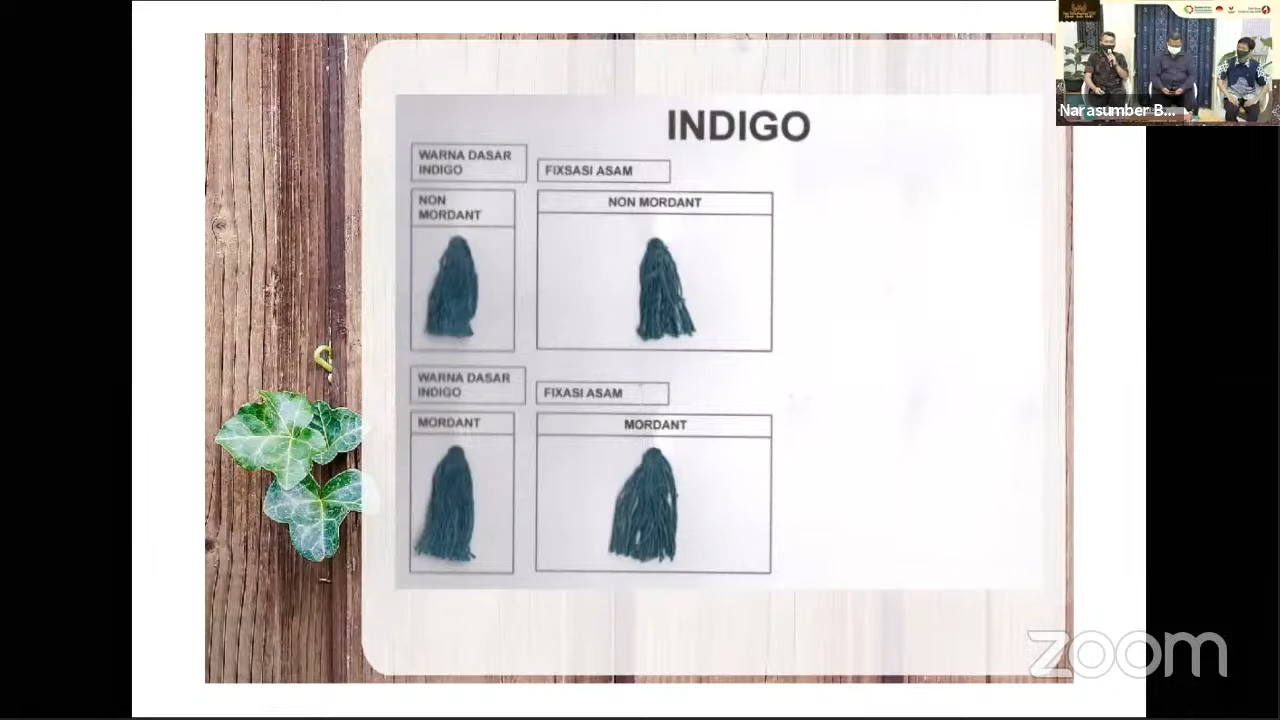 INDIGO
WARNA DASAR
INDIGO
FIXSASI ASAM
NON
MORDANT
NON MORDANT
WARNA DASAR
INDIGO
FIXASI ASAM
MORDANT
MORDANT
Narasumber B...
zoom